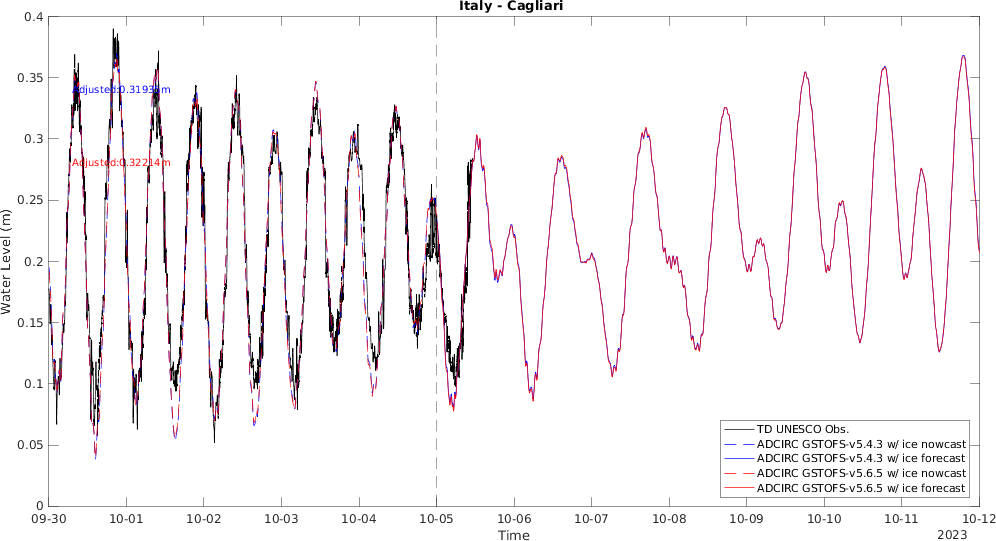 Italy - Cagliari
0.4
0.35
0.3
0.25
0.2
0.15
0.1
0.05
0
Water Level (m)
Adjusted:0.32214m
09-30 10-01 10-02 10-03 10-04 10-05 10-06 10-07 10-08 10-09 10-10 10-11 10-12
Time
2023
TD UNESCO Obs.
ADCIRC GSTOFS-v5.4.3 w/ ice nowcast
ADCIRC GSTOFS-v5.4.3 w/ ice forecast
ADCIRC GSTOFS-v5.6.5 w/ ice nowcast
ADCIRC GSTOFS-v5.6.5 w/ ice forecast